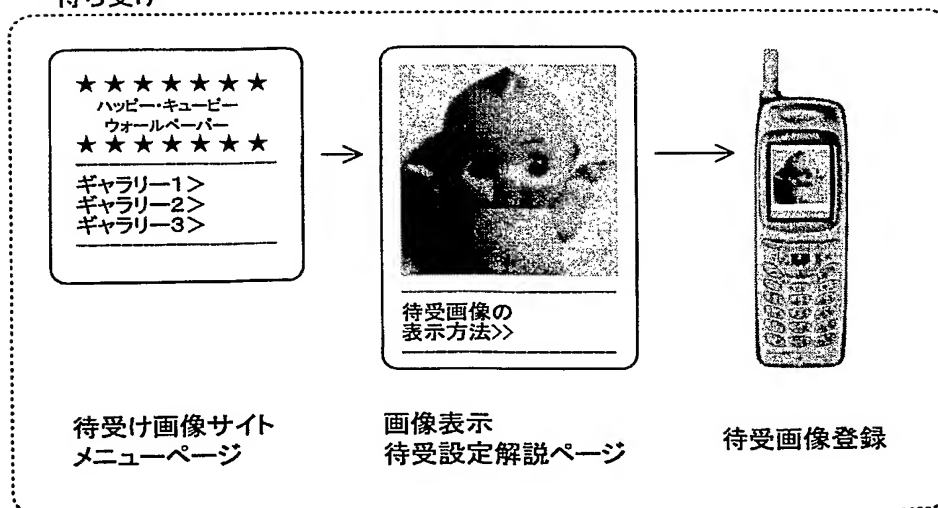 待ち受け
★★★★★★★
ハッピー・キューピー
ウォールペーパー
★★★★★★★
ギャラリー1>
ギャラリー2>
ギャラリー3>
待受画像の
表示方法>>
待受け画像サイト
メニューページ
画像表示
待受設定解説ページ
待受画像登録